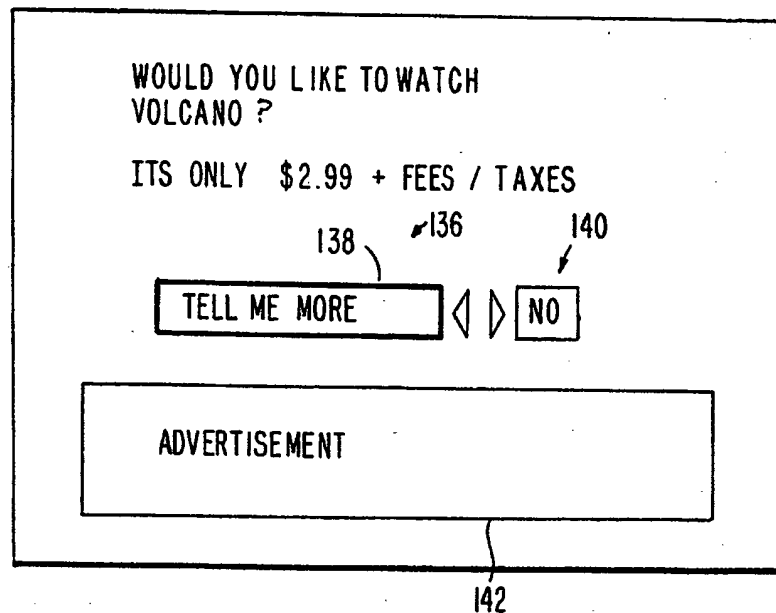 WOULD YOU LIKE TO WATCH
VOLCANO ?
ITS ONLY $2.99 + FEES / TAXES
136
138
140
TELL ME MORE
NO
ADVERTISEMENT
142